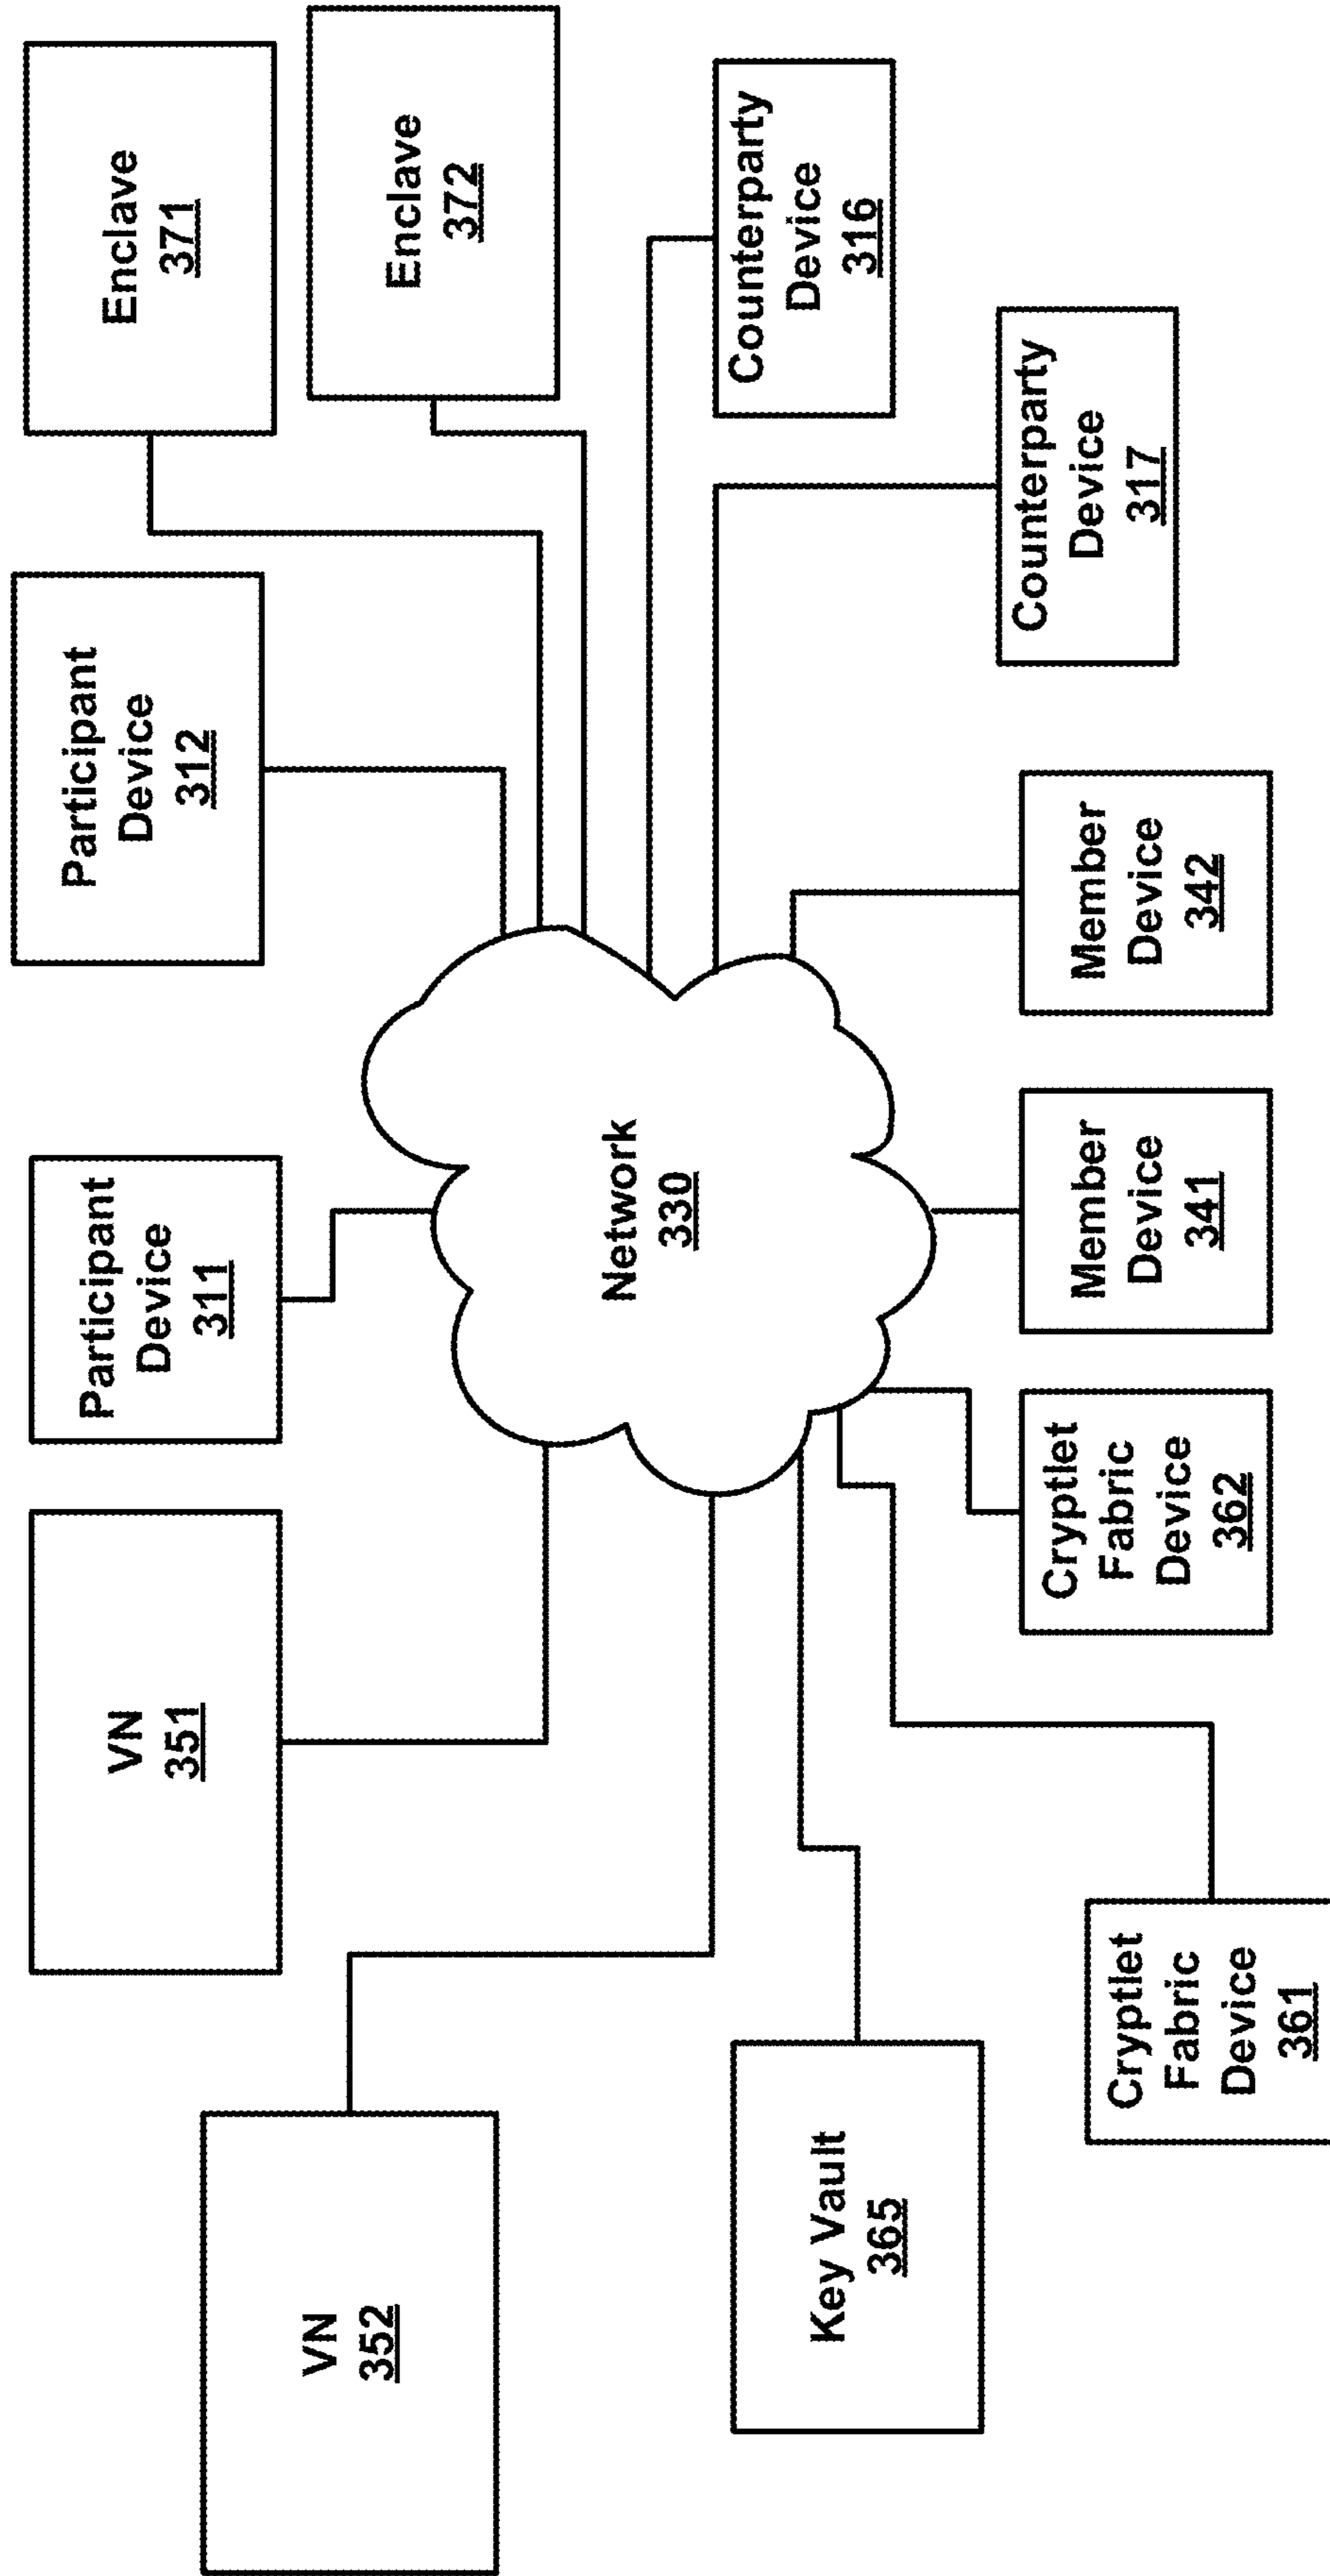 VN
351
Participant
Device
311
Participant
Device
312
Enclave
371
VN
352
Enclave
372
Network
330
Key Vault
365
Counterparty
Device
316
Counterparty
Device
317
Cryptlet
Fabric
Device
362
Member
Device
341
Member
Device
342
Cryptlet
Fabric
Device
361